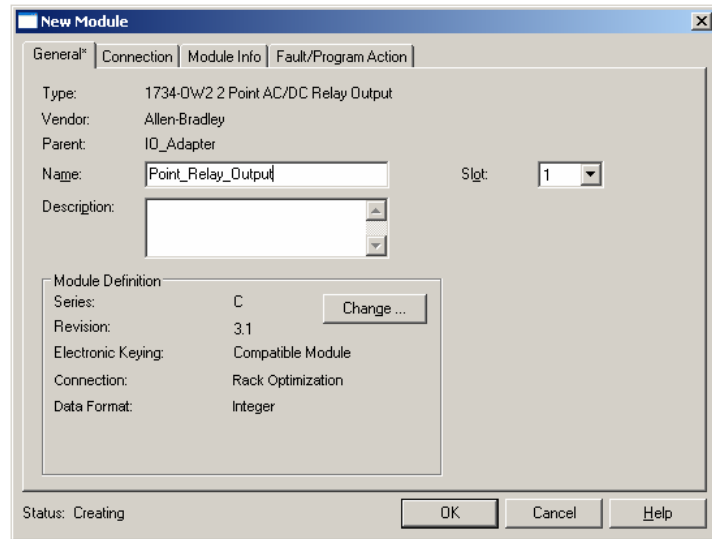 New Module
General* Connection Module Info Fault/Program Action
Type: 1734-OW2 2 Point AC/DC Relay Output
Vendor: Allen-Bradley
Parent: IO_Adapter
Name: Point_Relay_Output Slot: 1
Description:
Module Definition
Series: C Change ...
Revision: 3.1
Electronic Keying: Compatible Module
Connection: Rack Optimization
Data Format: Integer
Status: Creating OK Cancel Help